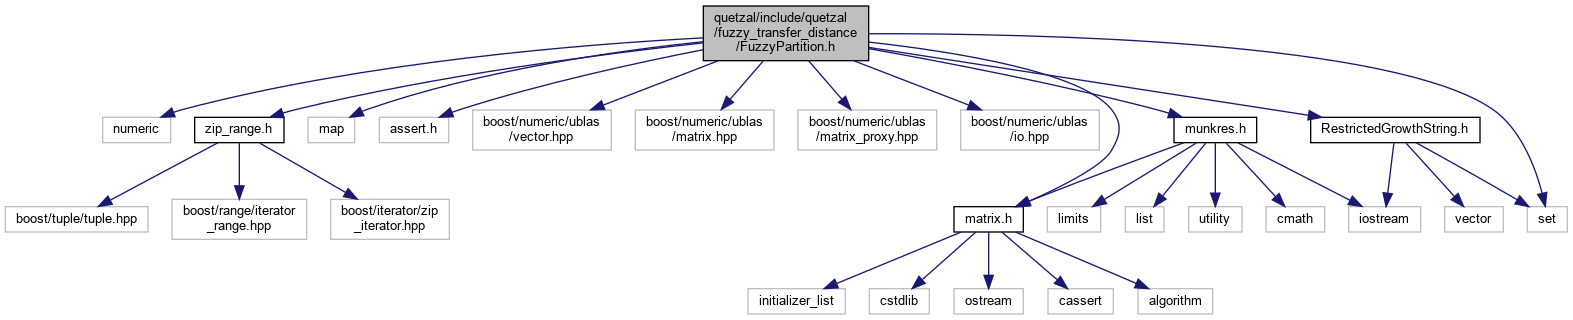 quetzal/include/quetzal
/fuzzy_transfer_distance
/FuzzyPartition.h
numeric
zip_range.h
map
assert.h
boost/numeric/ublas
/vector.hpp
boost/numeric/ublas
/matrix.hpp
boost/numeric/ublas
/matrix_proxy.hpp
boost/numeric/ublas
/io.hpp
munkres.h
RestrictedGrowthString.h
boost/tuple/tuple.hpp
boost/range/iterator
_range.hpp
boost/iterator/zip
_iterator.hpp
matrix.h
limits
list
utility
cmath
iostream
vector
set
initializer_list
cstdlib
ostream
cassert
algorithm